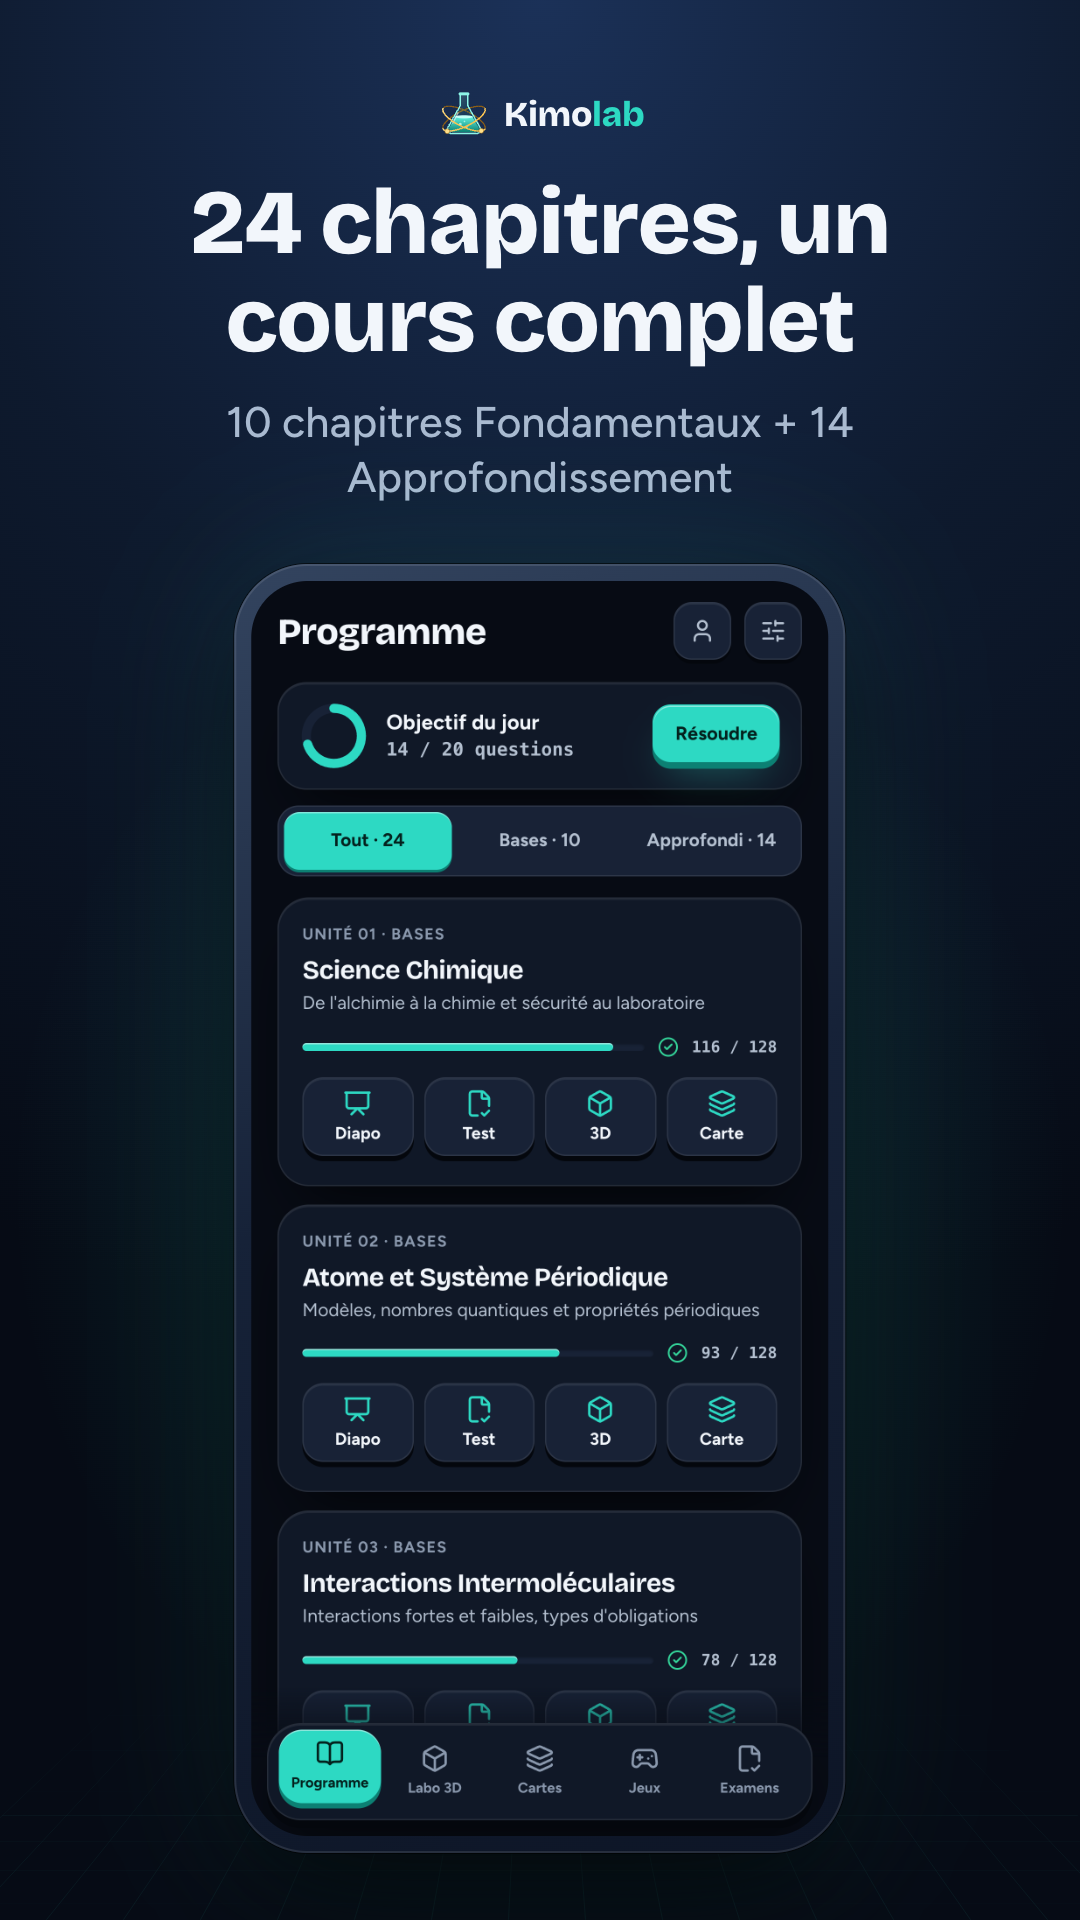 Kimolab
24 chapitres, un
cours complet
10 chapitres Fondamentaux + 14
Approfondissement
Programme
Objectif du jour
14 / 20 questions
Résoudre
Tout · 24
Bases · 10
Approfondi · 14
UNITÉ 01 · BASES
Science Chimique
De l'alchimie à la chimie et sécurité au laboratoire
116 / 128
Diapo
Test
3D
Carte
UNITÉ 02 · BASES
Atome et Système Périodique
Modèles, nombres quantiques et propriétés périodiques
93 / 128
Diapo
Test
3D
Carte
UNITÉ 03 · BASES
Interactions Intermoléculaires
Interactions fortes et faibles, types d'obligations
78 / 128
Programme
Labo 3D
Cartes
Jeux
Examens